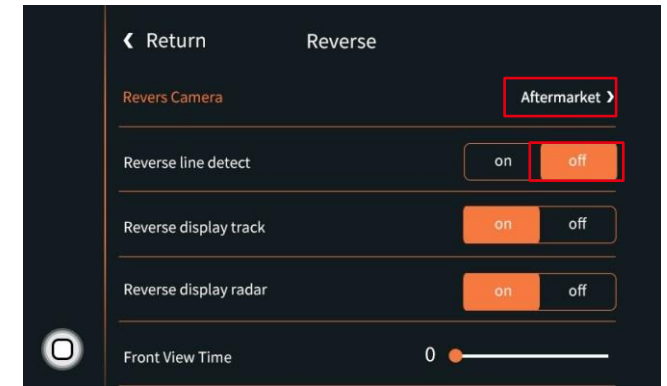 ❮ Return Reverse
Revers Camera Aftermarket ❯
Reverse line detect on off
Reverse display track on off
Reverse display radar on off
Front View Time 0